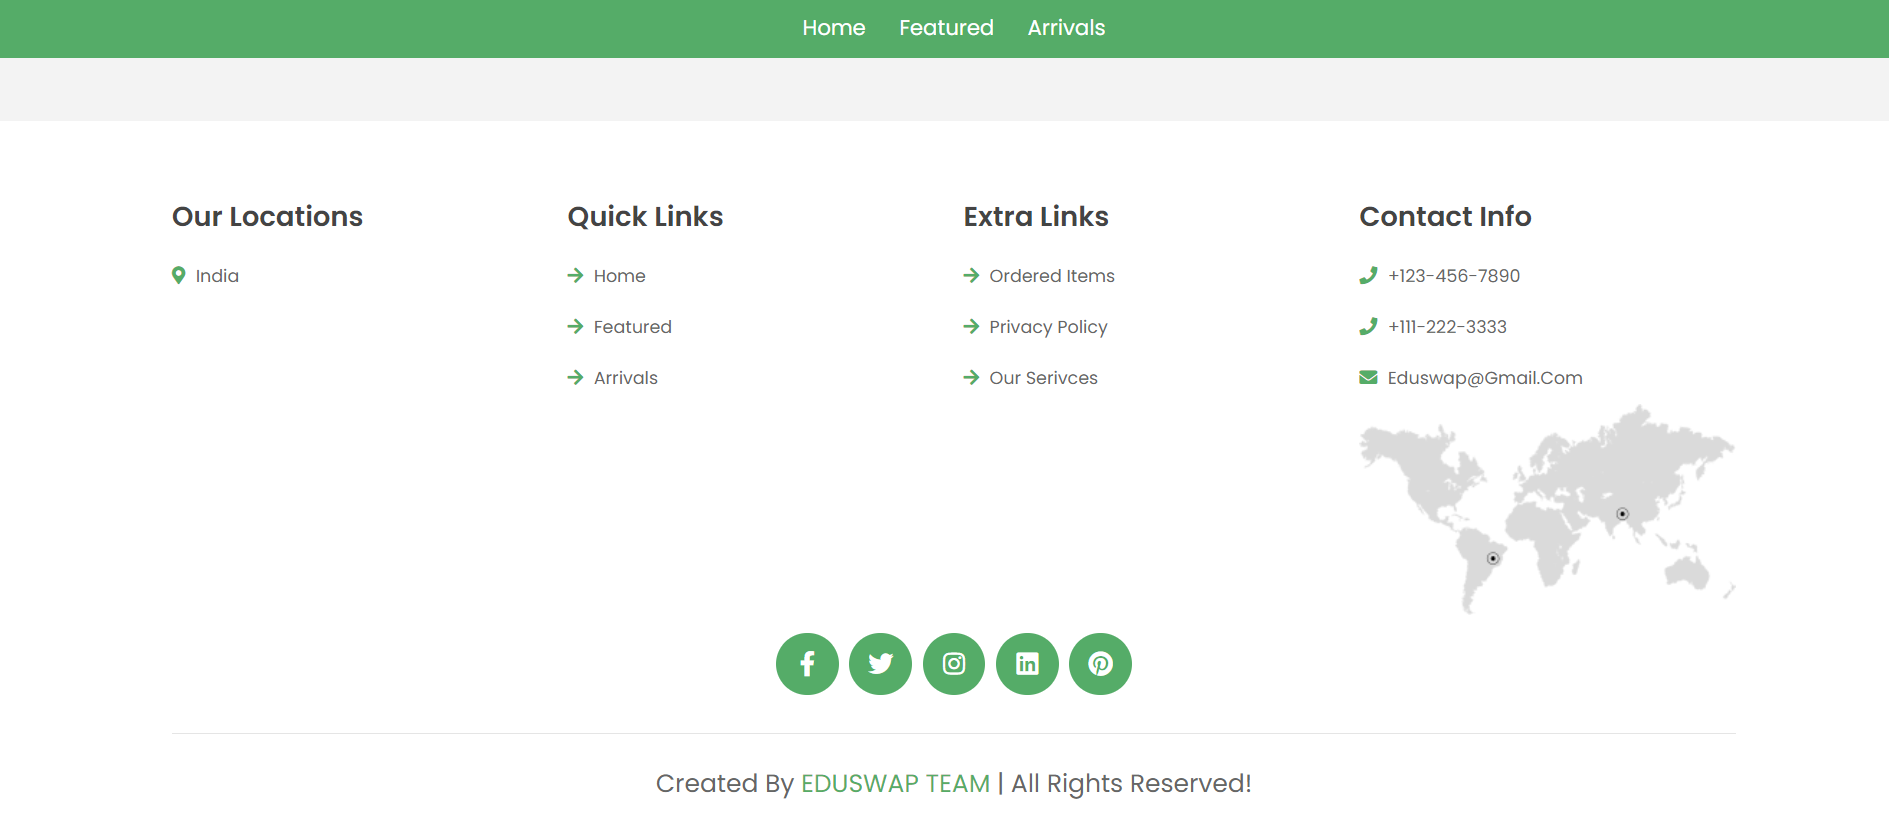 Home Featured Arrivals
Our Locations
India
Quick Links
Home
Featured
Arrivals
Extra Links
Ordered Items
Privacy Policy
Our Serivces
Contact Info
+123-456-7890
+111-222-3333
Eduswap@Gmail.Com
Created By EDUSWAP TEAM | All Rights Reserved!